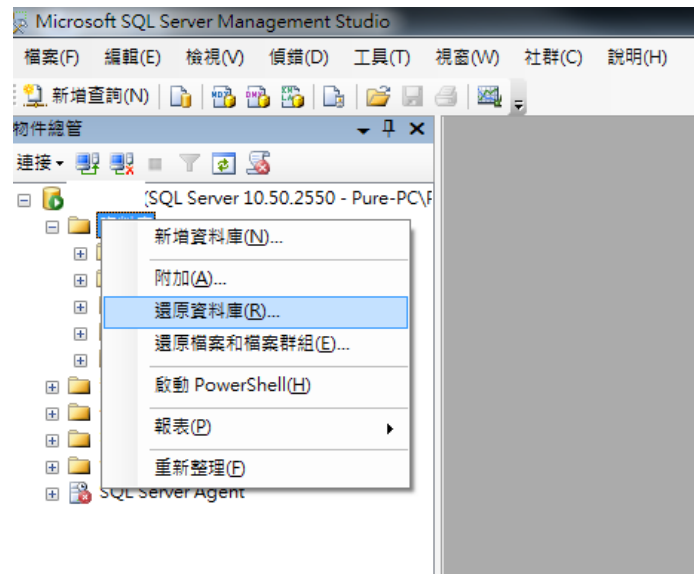 Microsoft SQL Server Management Studio
檔案(F) 編輯(E) 檢視(V) 偵錯(D) 工具(T) 視窗(W) 社群(C) 說明(H)
新增查詢(N)
物件總管
連接
(SQL Server 10.50.2550 - Pure-PC\
新增資料庫(N)...
附加(A)...
還原資料庫(R)...
還原檔案和檔案群組(E)...
啟動 PowerShell(H)
報表(P)
重新整理(F)
SQL Server Agent